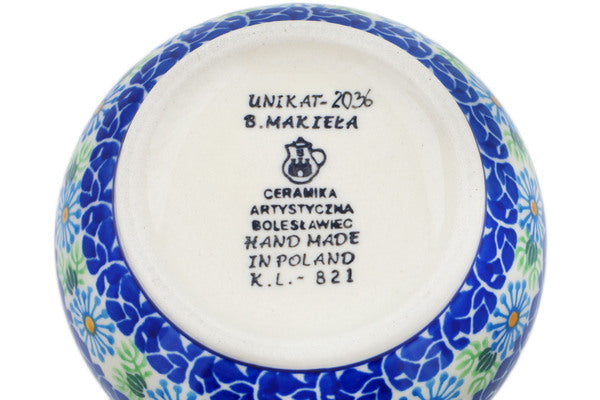 UNIKAT-2036
B.MAKIEŁA
CERAMIKA
ARTYSTYCZNA
BOLESŁAWIEC
HAND MADE
IN POLAND
K.L.-821